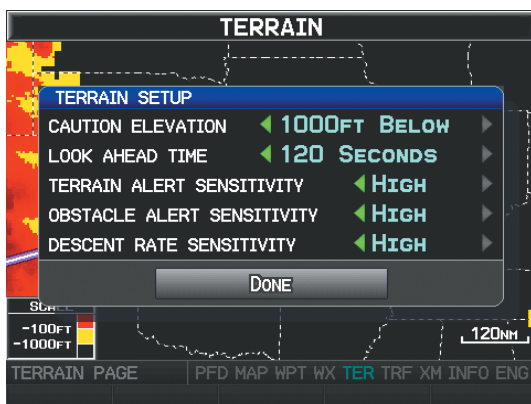 TERRAIN
TERRAIN SETUP
CAUTION ELEVATION 1000FT BELOW
LOOK AHEAD TIME 120 SECONDS
TERRAIN ALERT SENSITIVITY HIGH
OBSTACLE ALERT SENSITIVITY HIGH
DESCENT RATE SENSITIVITY HIGH
DONE
SCALE
-100FT
-1000FT
120NM
TERRAIN PAGE PFD MAP WPT WX TER TRF XM INFO ENG